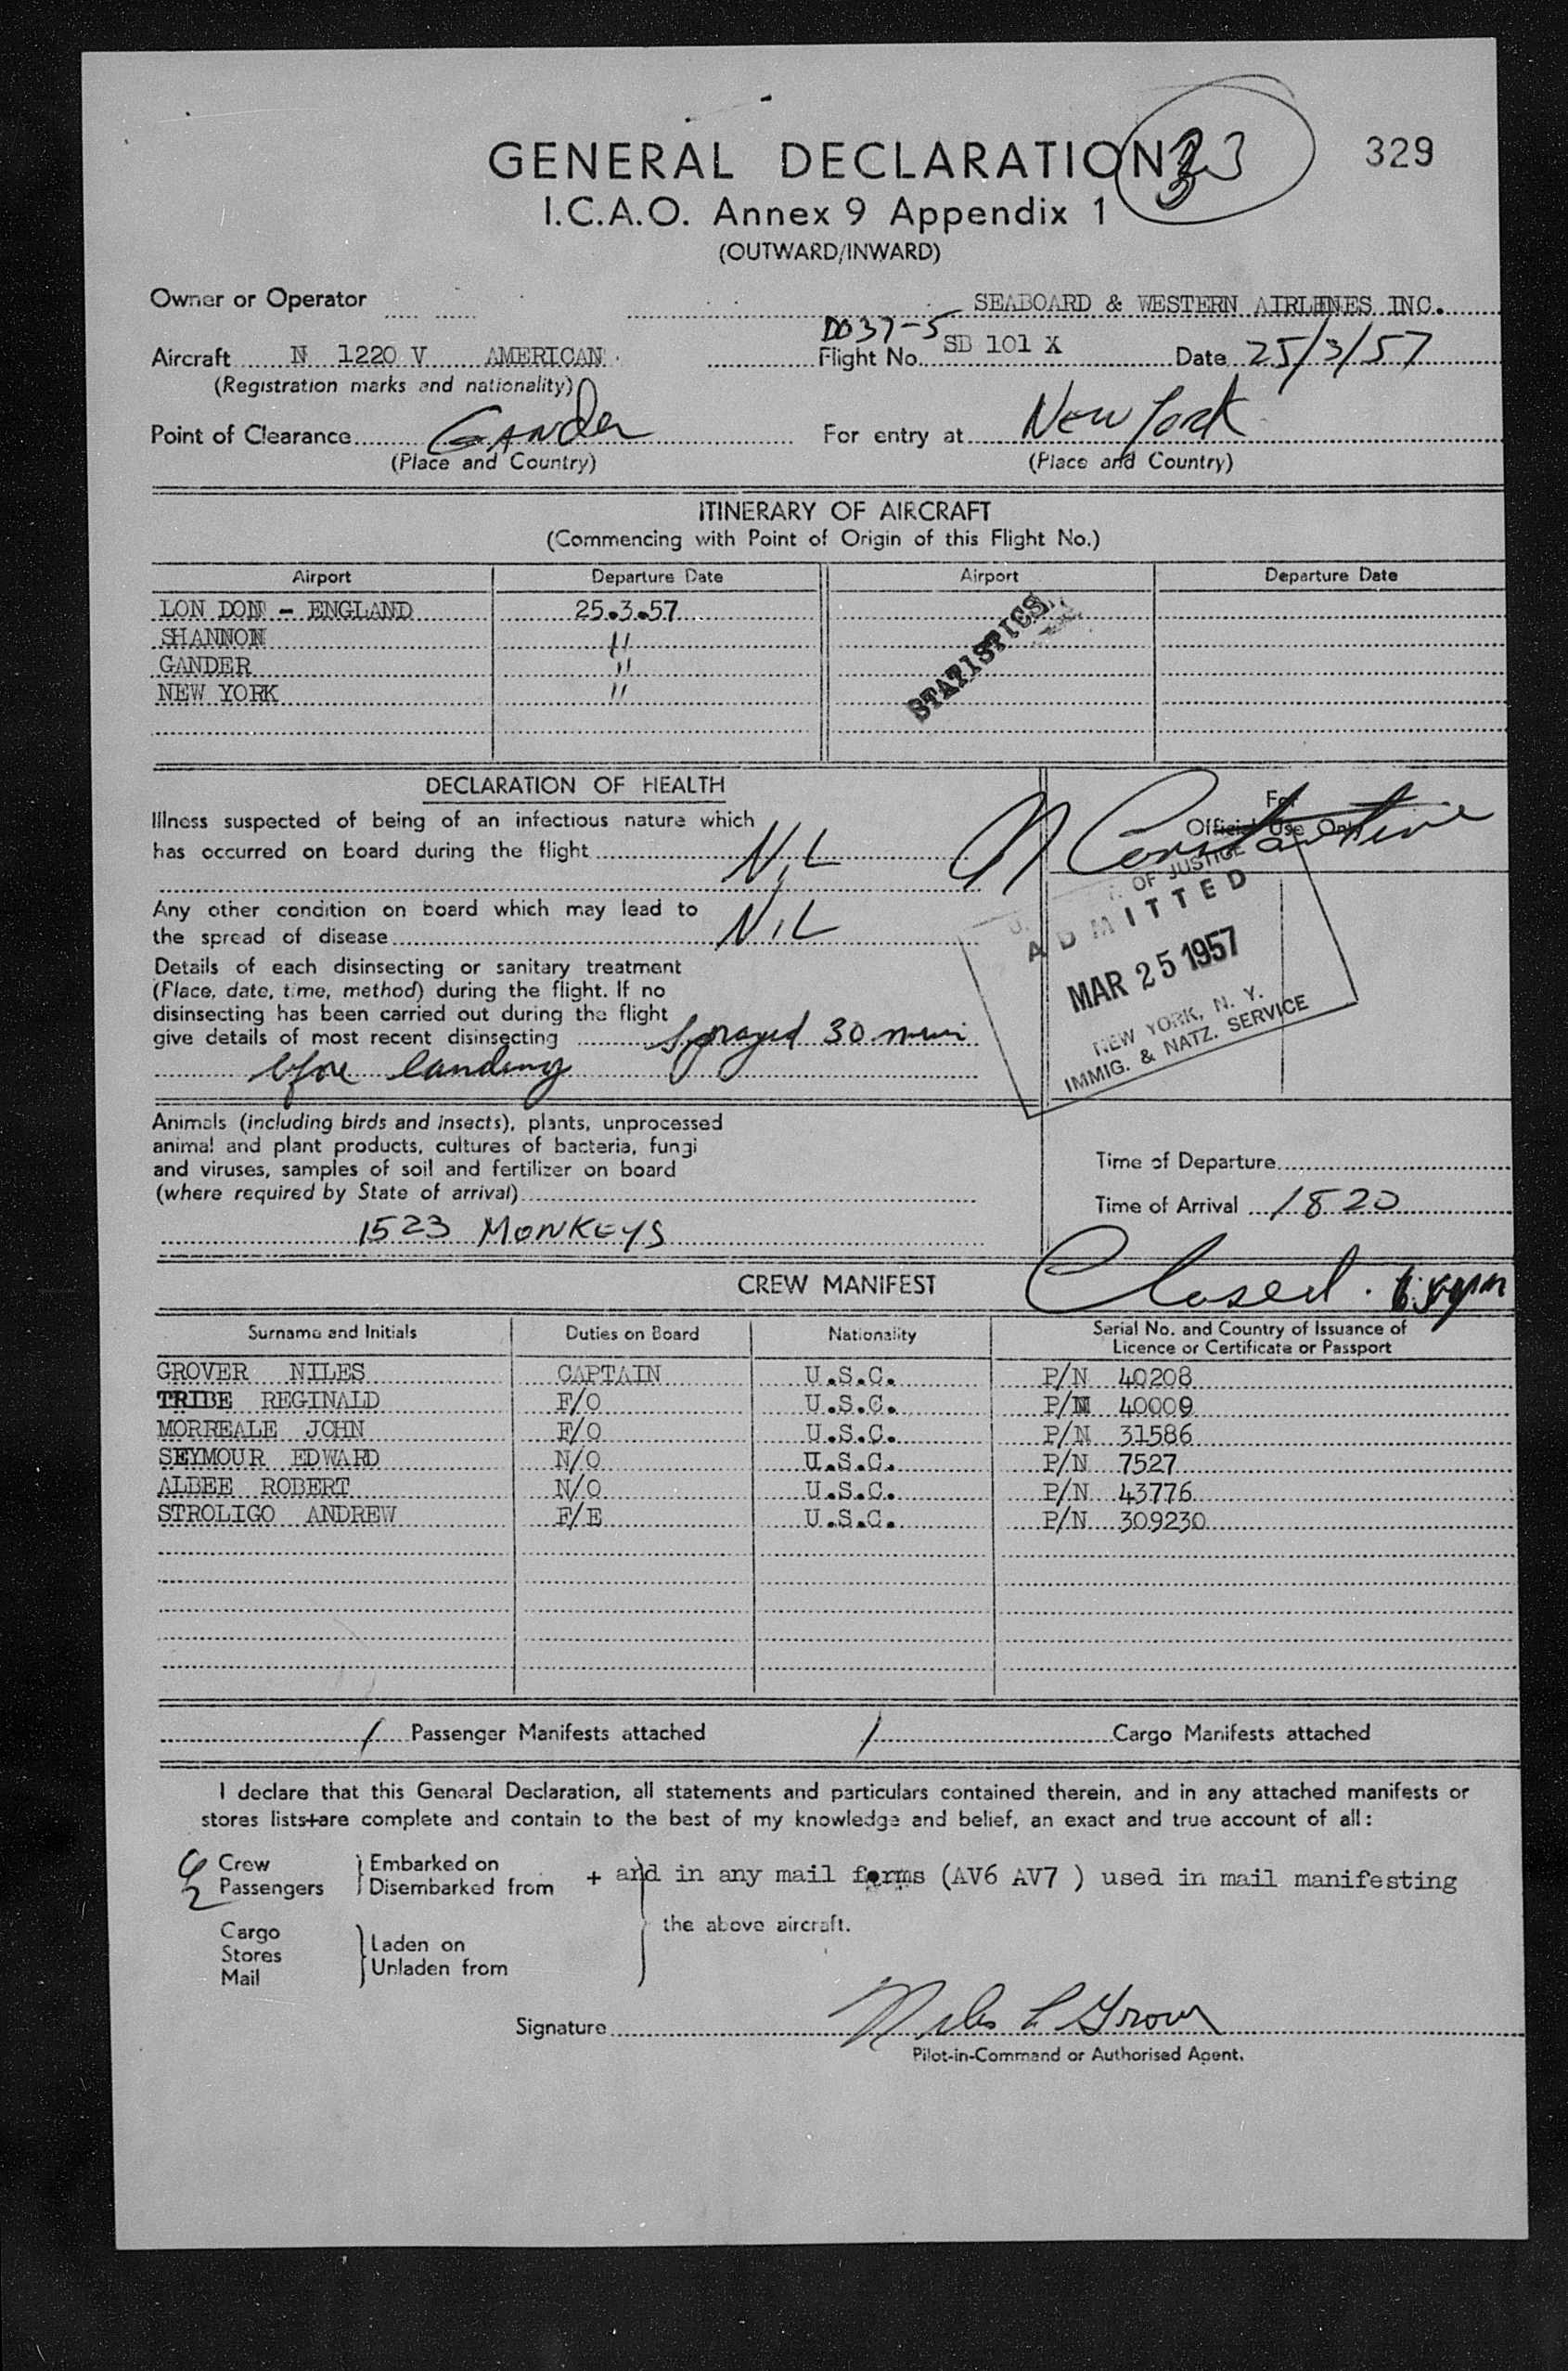 GENERAL DECLARATION 33 329
I.C.A.O. Annex 9 Appendix 1
(OUTWARD/INWARD)
Owner or Operator SEABOARD & WESTERN AIRLINES INC.
DO37-5
Aircraft N 1220 V AMERICAN Flight No. SB 101 X Date 25/3/57
(Registration marks and nationality)
Point of Clearance GANDER For entry at New York
(Place and Country) (Place and Country)
ITINERARY OF AIRCRAFT
(Commencing with Point of Origin of this Flight No.)
Airport Departure Date Airport Departure Date
LON DON - ENGLAND 25.3.57
SHANNON "
GANDER "
NEW YORK "
STATISTICS
DECLARATION OF HEALTH
For
Official Use Only
N Constantine
Illness suspected of being of an infectious nature which
has occurred on board during the flight NiL
Any other condition on board which may lead to
the spread of disease NiL
Details of each disinsecting or sanitary treatment
(Place, date, time, method) during the flight. If no
disinsecting has been carried out during the flight
give details of most recent disinsecting Sprayed 30 min
before landing
OF JUSTICE
ADMITTED
MAR 25 1957
NEW YORK, N. Y.
IMMIG. & NATZ. SERVICE
Animals (including birds and insects), plants, unprocessed
animal and plant products, cultures of bacteria, fungi
and viruses, samples of soil and fertilizer on board
(where required by State of arrival)
1523 MONKEYS
Time of Departure
Time of Arrival 1820
CREW MANIFEST Closed.
Surname and Initials Duties on Board Nationality Serial No. and Country of Issuance of
Licence or Certificate or Passport
GROVER NILES CAPTAIN U.S.C. P/N 40208
TRIBE REGINALD F/O U.S.C. P/N 40009
MORREALE JOHN F/O U.S.C. P/N 31586
SEYMOUR EDWARD N/O U.S.C. P/N 7527
ALBEE ROBERT N/O U.S.C. P/N 43776
STROLIGO ANDREW F/E U.S.C. P/N 309230
/ Passenger Manifests attached / Cargo Manifests attached
I declare that this General Declaration, all statements and particulars contained therein, and in any attached manifests or
stores lists+are complete and contain to the best of my knowledge and belief, an exact and true account of all:
6 Crew Embarked on
2 Passengers Disembarked from + and in any mail forms (AV6 AV7 ) used in mail manifesting
the above aircraft.
Cargo
Stores Laden on
Mail Unladen from
Signature Niles L Grover
Pilot-in-Command or Authorised Agent.